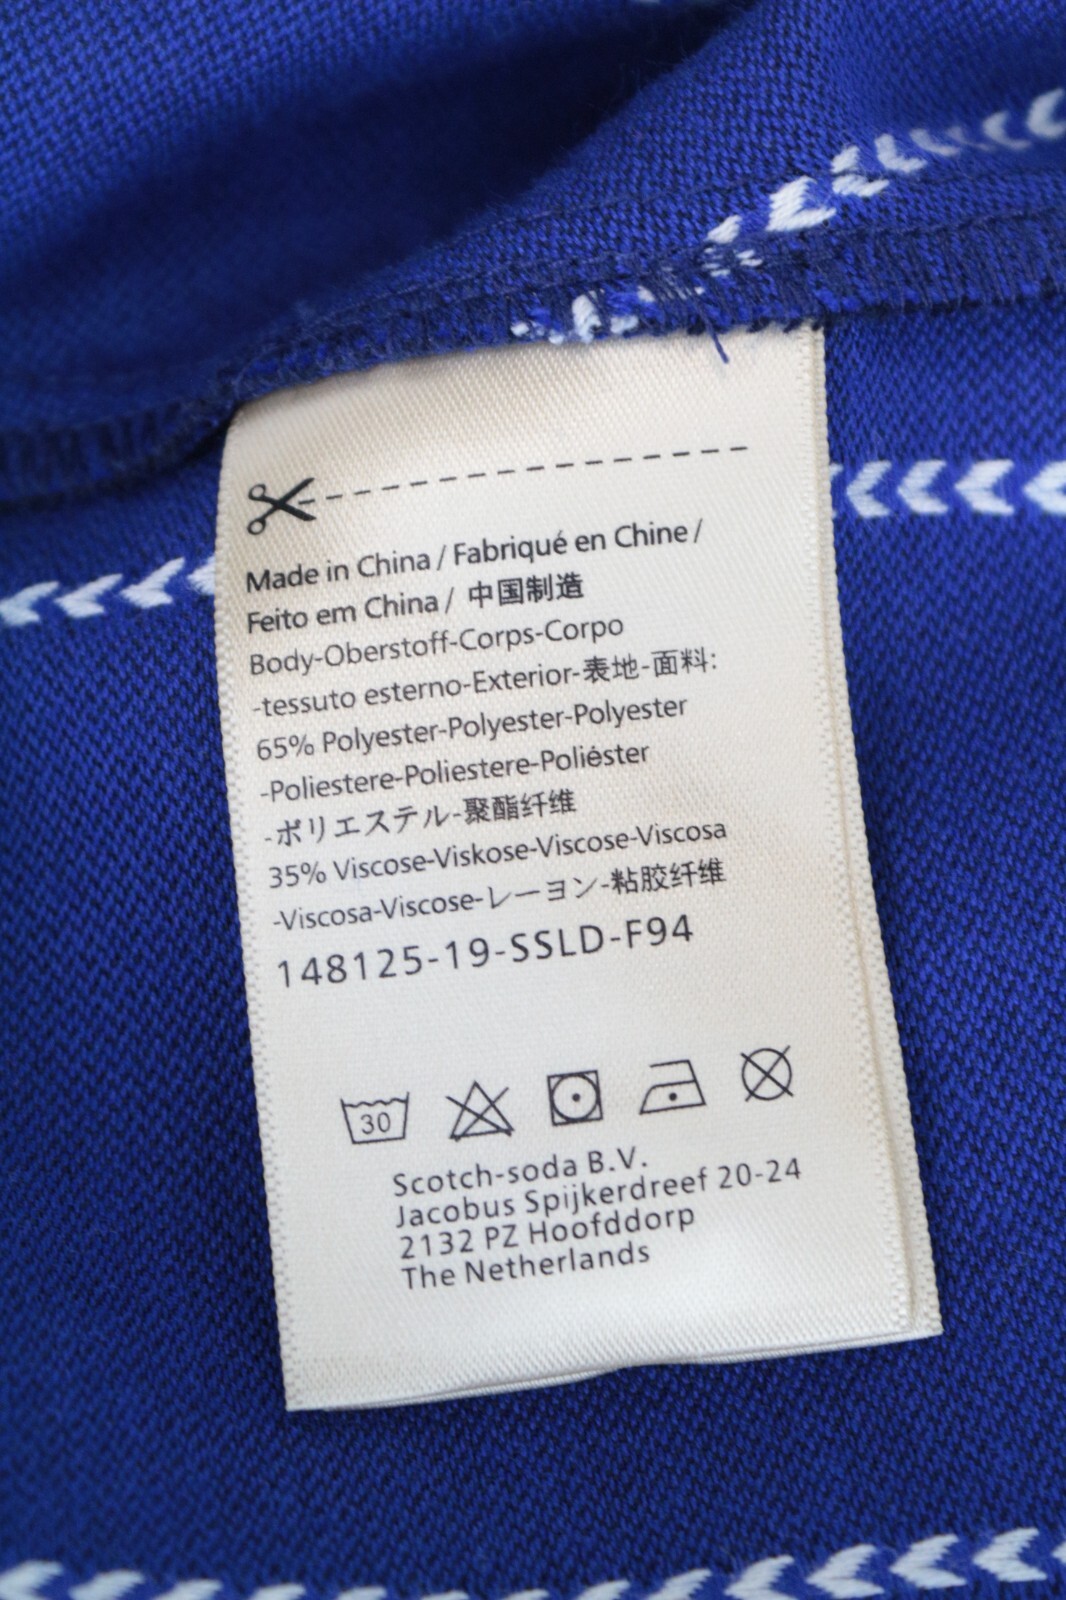 Made in China / Fabriqué en Chine /
Feito em China / 中国制造
Body-Oberstoff-Corps-Corpo
-tessuto esterno-Exterior-表地-面料:
65% Polyester-Polyester-Polyester
-Poliestere-Poliestere-Poliéster
-ポリエステル-聚酯纤维
35% Viscose-Viskose-Viscose-Viscosa
-Viscosa-Viscose-レーヨン-粘胶纤维
148125-19-SSLD-F94
30
Scotch-soda B.V.
Jacobus Spijkerdreef 20-24
2132 PZ Hoofddorp
The Netherlands